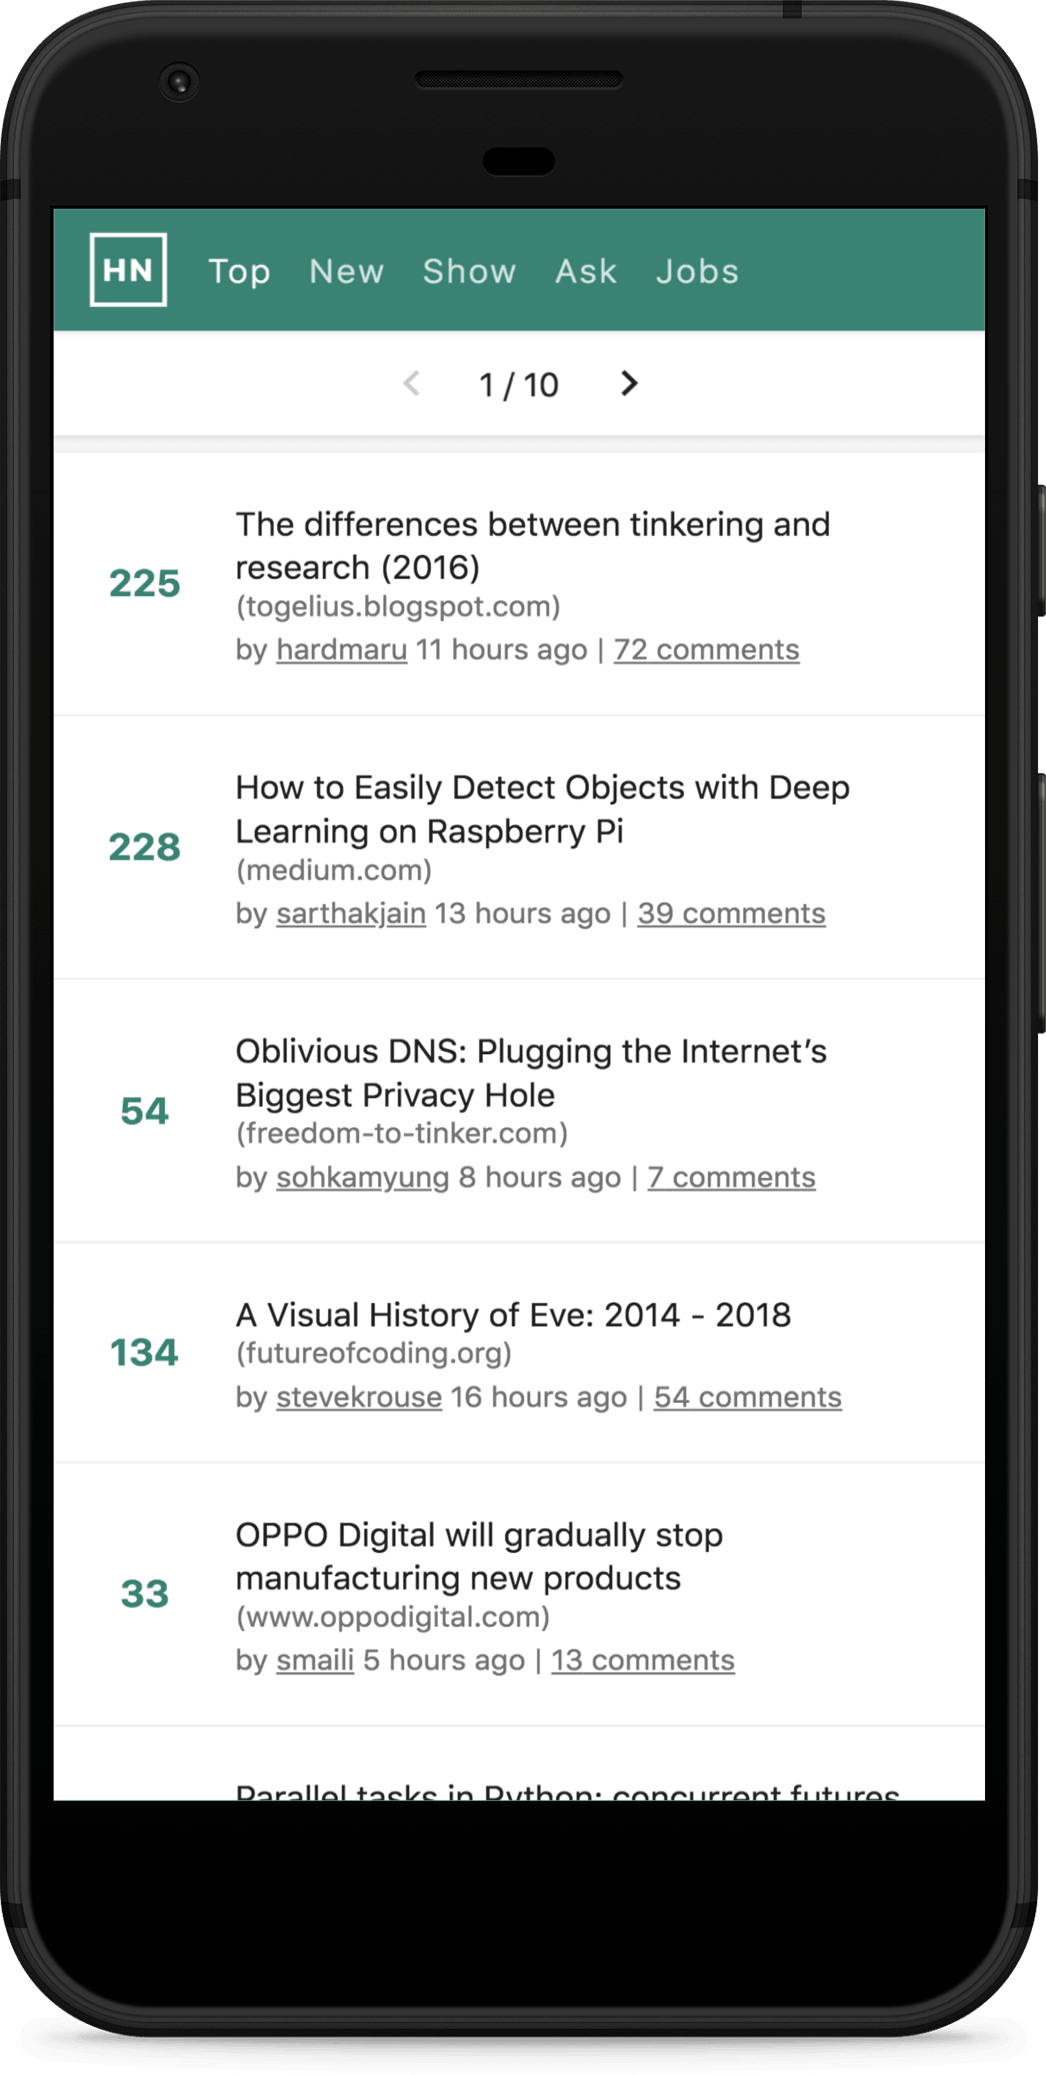 HN Top New Show Ask Jobs
1 / 10
The differences between tinkering and
research (2016)
225
(togelius.blogspot.com)
by hardmaru 11 hours ago | 72 comments
How to Easily Detect Objects with Deep
Learning on Raspberry Pi
228
(medium.com)
by sarthakjain 13 hours ago | 39 comments
Oblivious DNS: Plugging the Internet’s
Biggest Privacy Hole
54
(freedom-to-tinker.com)
by sohkamyung 8 hours ago | 7 comments
A Visual History of Eve: 2014 - 2018
134
(futureofcoding.org)
by stevekrouse 16 hours ago | 54 comments
OPPO Digital will gradually stop
manufacturing new products
33
(www.oppodigital.com)
by smaili 5 hours ago | 13 comments
Parallel tasks in Python: concurrent futures